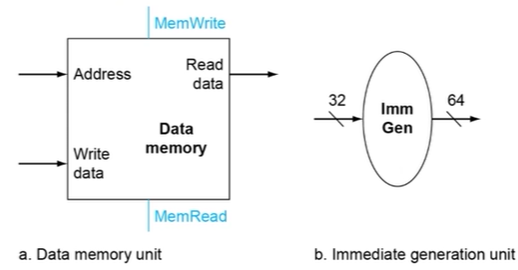 MemWrite
Address
Read
data
Data
memory
Write
data
MemRead
32
Imm
Gen
64
a. Data memory unit
b. Immediate generation unit